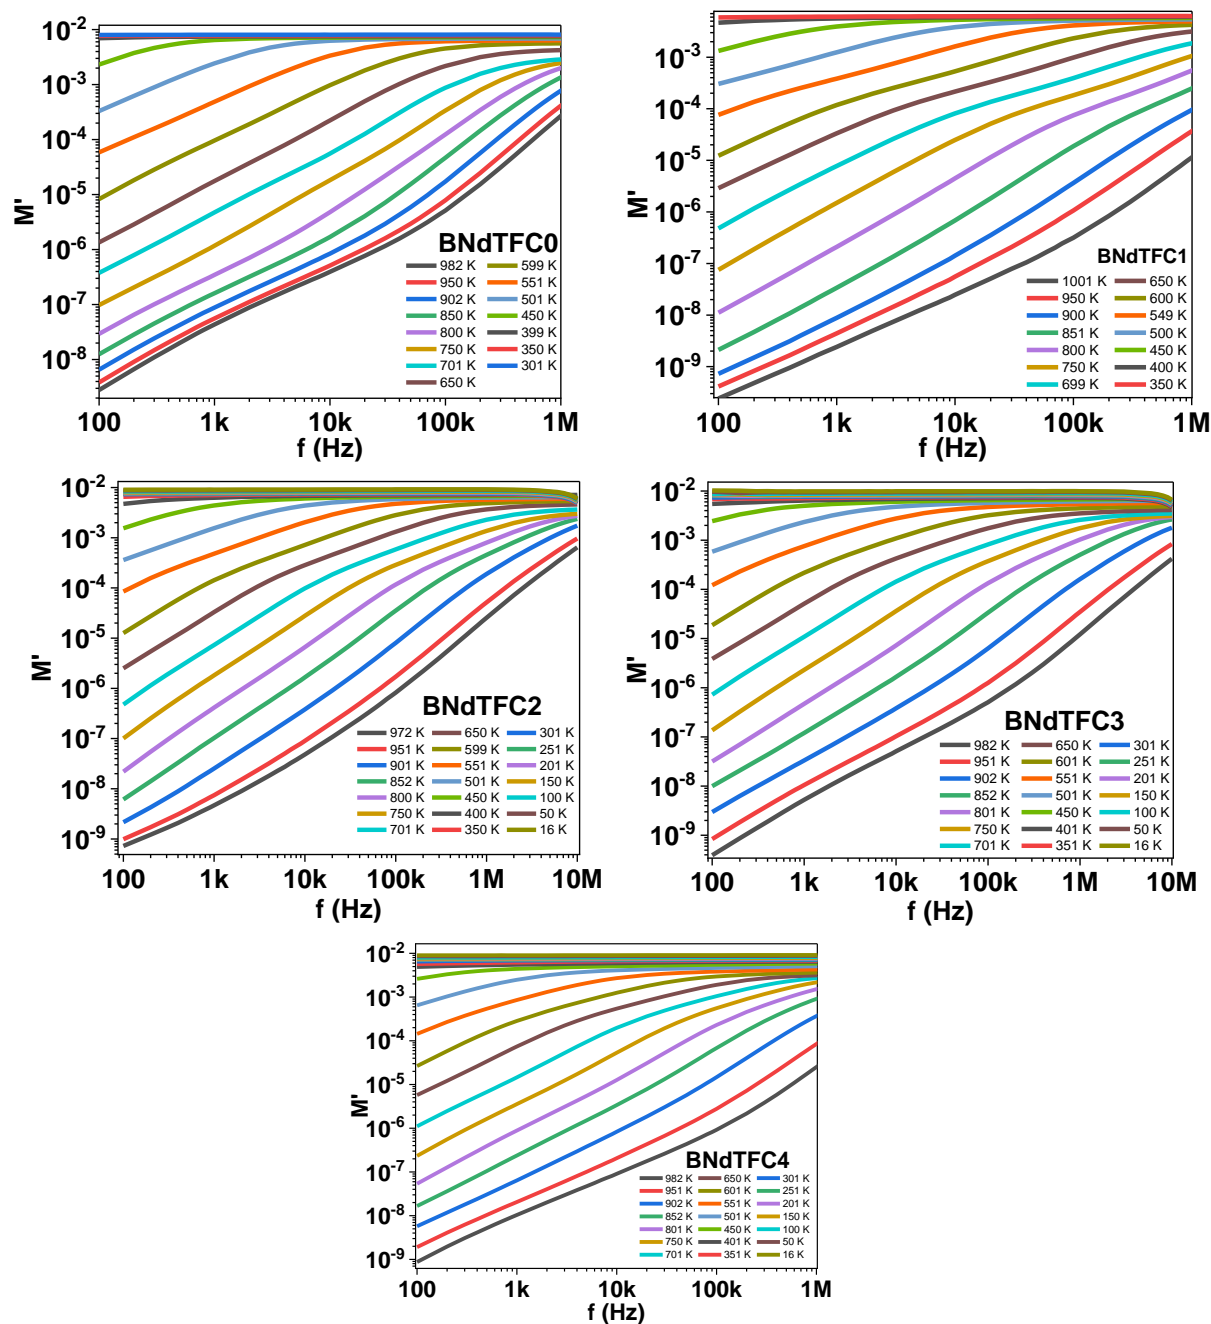 10⁻²
10⁻³
10⁻⁴
10⁻⁵
10⁻⁶
10⁻⁷
10⁻⁸
M'
BNdTFC0
982 K 599 K
950 K 551 K
902 K 501 K
850 K 450 K
800 K 399 K
750 K 350 K
701 K 301 K
650 K
100 1k 10k 100k 1M
f (Hz)
10⁻³
10⁻⁴
10⁻⁵
10⁻⁶
10⁻⁷
10⁻⁸
10⁻⁹
M'
BNdTFC1
1001 K 650 K
950 K 600 K
900 K 549 K
851 K 500 K
800 K 450 K
750 K 400 K
699 K 350 K
100 1k 10k 100k 1M
f (Hz)
10⁻²
10⁻³
10⁻⁴
10⁻⁵
10⁻⁶
10⁻⁷
10⁻⁸
10⁻⁹
M'
BNdTFC2
972 K 650 K 301 K
951 K 599 K 251 K
901 K 551 K 201 K
852 K 501 K 150 K
800 K 450 K 100 K
750 K 400 K 50 K
701 K 350 K 16 K
100 1k 10k 100k 1M 10M
f (Hz)
10⁻²
10⁻³
10⁻⁴
10⁻⁵
10⁻⁶
10⁻⁷
10⁻⁸
10⁻⁹
M'
BNdTFC3
982 K 650 K 301 K
951 K 601 K 251 K
902 K 551 K 201 K
852 K 501 K 150 K
801 K 450 K 100 K
750 K 401 K 50 K
701 K 351 K 16 K
100 1k 10k 100k 1M 10M
f (Hz)
10⁻²
10⁻³
10⁻⁴
10⁻⁵
10⁻⁶
10⁻⁷
10⁻⁸
10⁻⁹
M'
BNdTFC4
982 K 650 K 301 K
951 K 601 K 251 K
902 K 551 K 201 K
852 K 501 K 150 K
801 K 450 K 100 K
750 K 401 K 50 K
701 K 351 K 16 K
100 1k 10k 100k 1M
f (Hz)